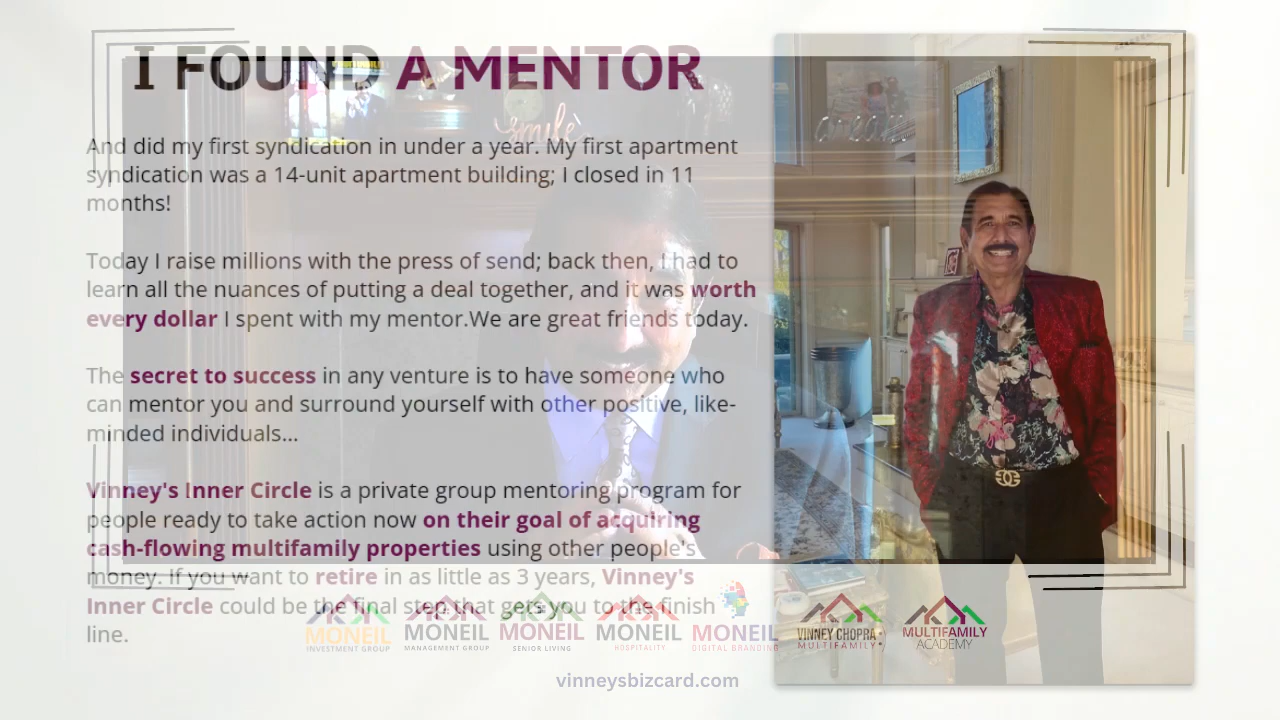 I FOUND A MENTOR
smile
dream
And did my first syndication in under a year. My first apartment
syndication was a 14-unit apartment building; I closed in 11
months!
Today I raise millions with the press of send; back then, I had to
learn all the nuances of putting a deal together, and it was worth
every dollar I spent with my mentor.We are great friends today.
The secret to success in any venture is to have someone who
can mentor you and surround yourself with other positive, like-
minded individuals...
Vinney's Inner Circle is a private group mentoring program for
people ready to take action now on their goal of acquiring
cash-flowing multifamily properties using other people's
money. If you want to retire in as little as 3 years, Vinney's
Inner Circle could be the final step that gets you to the finish
line.
MONEIL
INVESTMENT GROUP
MONEIL
MANAGEMENT GROUP
MONEIL
SENIOR LIVING
MONEIL
HOSPITALITY
MONEIL
DIGITAL BRANDING
VINNEY CHOPRA
MULTIFAMILY
MULTIFAMILY
ACADEMY
vinneysbizcard.com